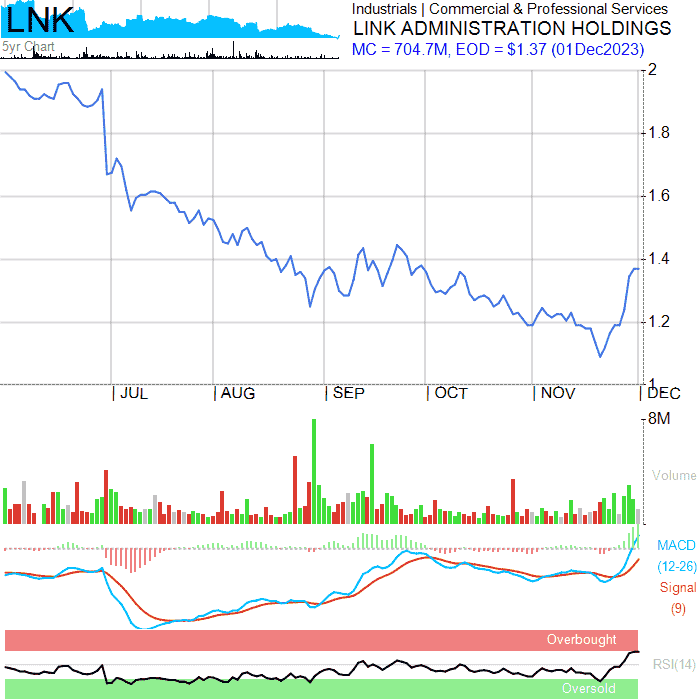 LNK
5yr Chart
Industrials | Commercial & Professional Services
LINK ADMINISTRATION HOLDINGS
MC = 704.7M, EOD = $1.37 (01Dec2023)
2
1.8
1.6
1.4
1.2
1
| JUL | AUG | SEP | OCT | NOV | DEC
8M
Volume
MACD
(12-26)
Signal
(9)
Overbought
RSI(14)
Oversold